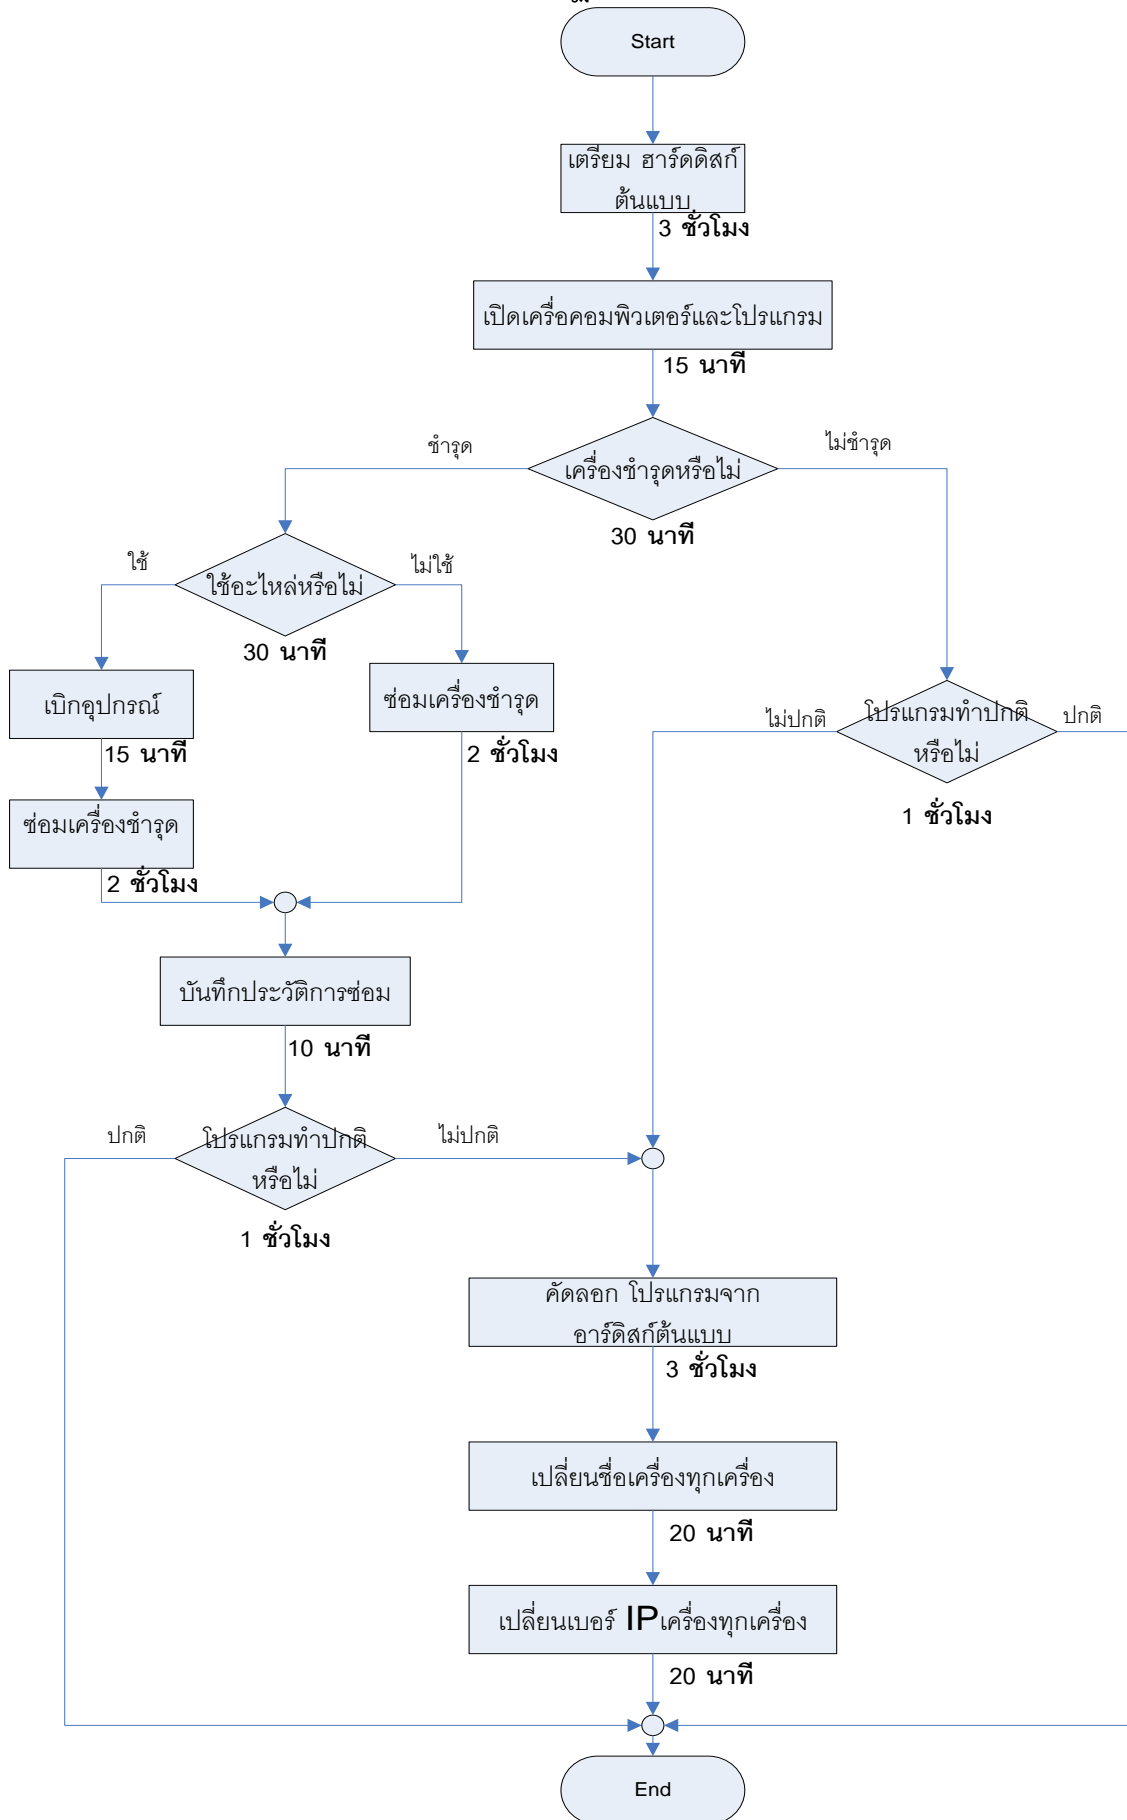 Start
เตรียม ฮาร์ดดิสก์
ต้นแบบ
3 ชั่วโมง
เปิดเครื่อคอมพิวเตอร์และโปรแกรม
15 นาที
ชำรุด
เครื่องชำรุดหรือไม่
ไม่ชำรุด
30 นาที
ใช้
ใช้อะไหล่หรือไม่
ไม่ใช้
30 นาที
เบิกอุปกรณ์
15 นาที
ซ่อมเครื่องชำรุด
2 ชั่วโมง
ไม่ปกติ
โปรแกรมทำปกติ
หรือไม่
ปกติ
1 ชั่วโมง
ซ่อมเครื่องชำรุด
2 ชั่วโมง
บันทึกประวัติการซ่อม
10 นาที
ปกติ
โปรแกรมทำปกติ
หรือไม่
ไม่ปกติ
1 ชั่วโมง
คัดลอก โปรแกรมจาก
อาร์ดิสก์ต้นแบบ
3 ชั่วโมง
เปลี่ยนชื่อเครื่องทุกเครื่อง
20 นาที
เปลี่ยนเบอร์ IPเครื่องทุกเครื่อง
20 นาที
End